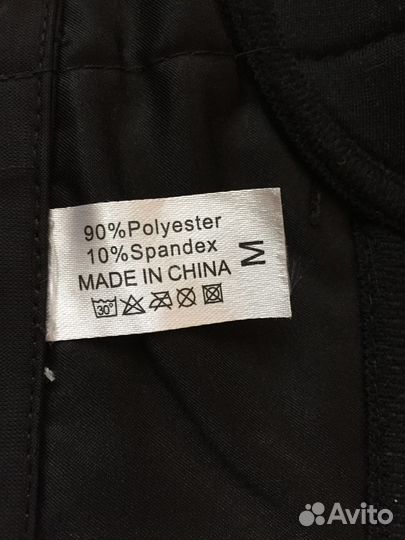 90%Polyester
10%Spandex
MADE IN CHINA
M
30°
Avito